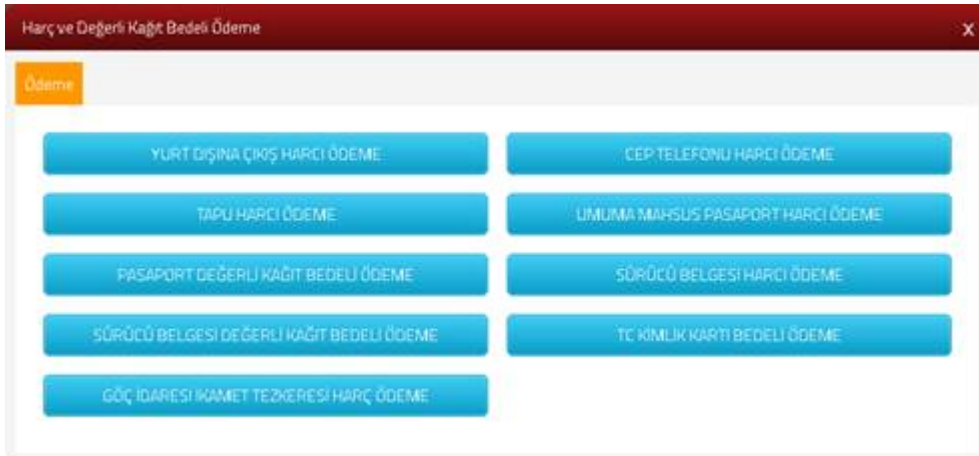 Harç ve Değerli Kağıt Bedeli Ödeme x
Ödeme
YURT DIŞINA ÇIKIŞ HARCI ÖDEME
CEP TELEFONU HARCI ÖDEME
TAPU HARCI ÖDEME
UMUMA MAHSUS PASAPORT HARCI ÖDEME
PASAPORT DEĞERLİ KAĞIT BEDELİ ÖDEME
SÜRÜCÜ BELGESİ HARCI ÖDEME
SÜRÜCÜ BELGESİ DEĞERLİ KAĞIT BEDELİ ÖDEME
TC KİMLİK KARTI BEDELİ ÖDEME
GÖÇ İDARESİ İKAMET TEZKERESİ HARÇ ÖDEME